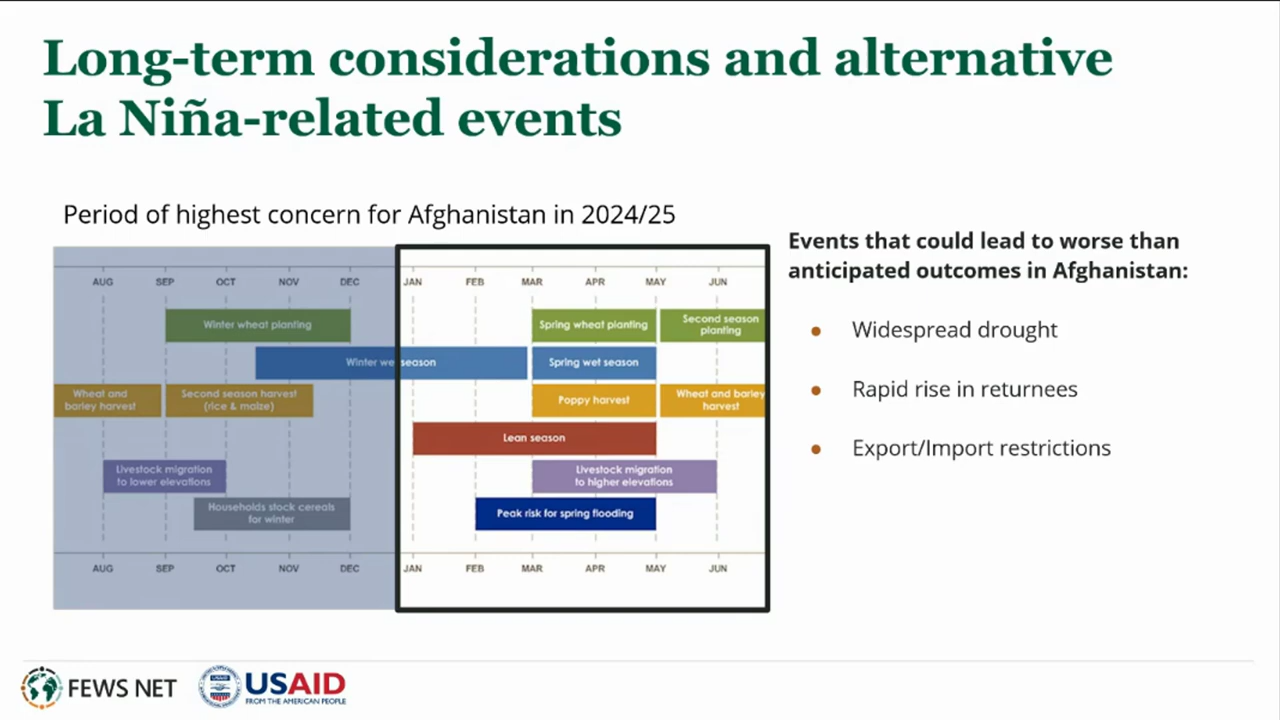 Long-term considerations and alternative
La Niña-related events
Period of highest concern for Afghanistan in 2024/25
AUG SEP OCT NOV DEC JAN FEB MAR APR MAY JUN
Winter wheat planting
Spring wheat planting
Second season
planting
Winter wet season
Spring wet season
Wheat and
barley harvest
Second season harvest
(rice & maize)
Poppy harvest
Wheat and barley
harvest
Lean season
Livestock migration
to lower elevations
Livestock migration
to higher elevations
Households stock cereals
for winter
Peak risk for spring flooding
AUG SEP OCT NOV DEC JAN FEB MAR APR MAY JUN
Events that could lead to worse than
anticipated outcomes in Afghanistan:
• Widespread drought
• Rapid rise in returnees
• Export/Import restrictions
FEWS NET
USAID
FROM THE AMERICAN PEOPLE